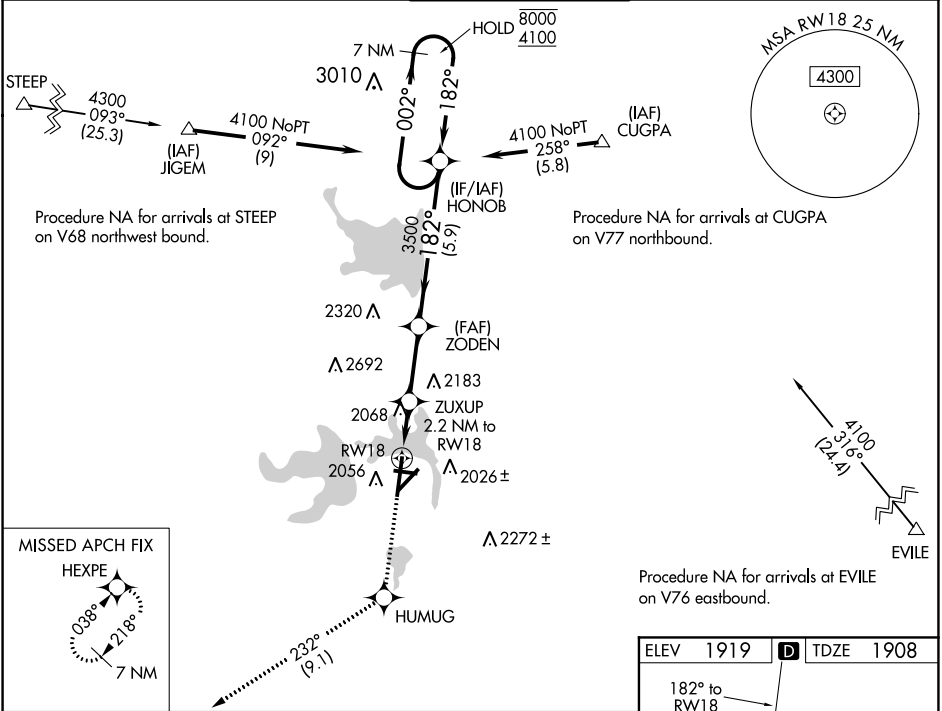 HOLD 8000
4100
7 NM
3010
002°
182°
MSA RW18 25 NM
4300
STEEP
4300
093°
(25.3)
(IAF)
JIGEM
4100 NoPT
092°
(9)
4100 NoPT
258°
(5.8)
(IAF)
CUGPA
(IF/IAF)
HONOB
Procedure NA for arrivals at STEEP
on V68 northwest bound.
Procedure NA for arrivals at CUGPA
on V77 northbound.
3500
182°
(5.9)
2320
(FAF)
ZODEN
2692
2183
2068
ZUXUP
2.2 NM to
RW18
RW18
2056
2026 ±
4100
316°
(24.4)
EVILE
2272 ±
Procedure NA for arrivals at EVILE
on V76 eastbound.
MISSED APCH FIX
HEXPE
038°
218°
7 NM
HUMUG
232°
(9.1)
ELEV 1919 D TDZE 1908
182° to
RW18